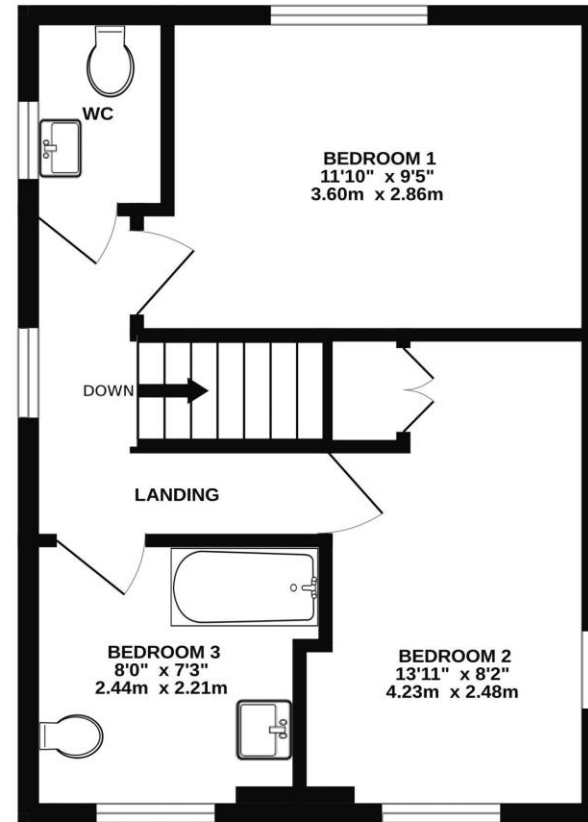 WC
BEDROOM 1
11'10" x 9'5"
3.60m x 2.86m
DOWN
LANDING
BEDROOM 3
8'0" x 7'3"
2.44m x 2.21m
BEDROOM 2
13'11" x 8'2"
4.23m x 2.48m